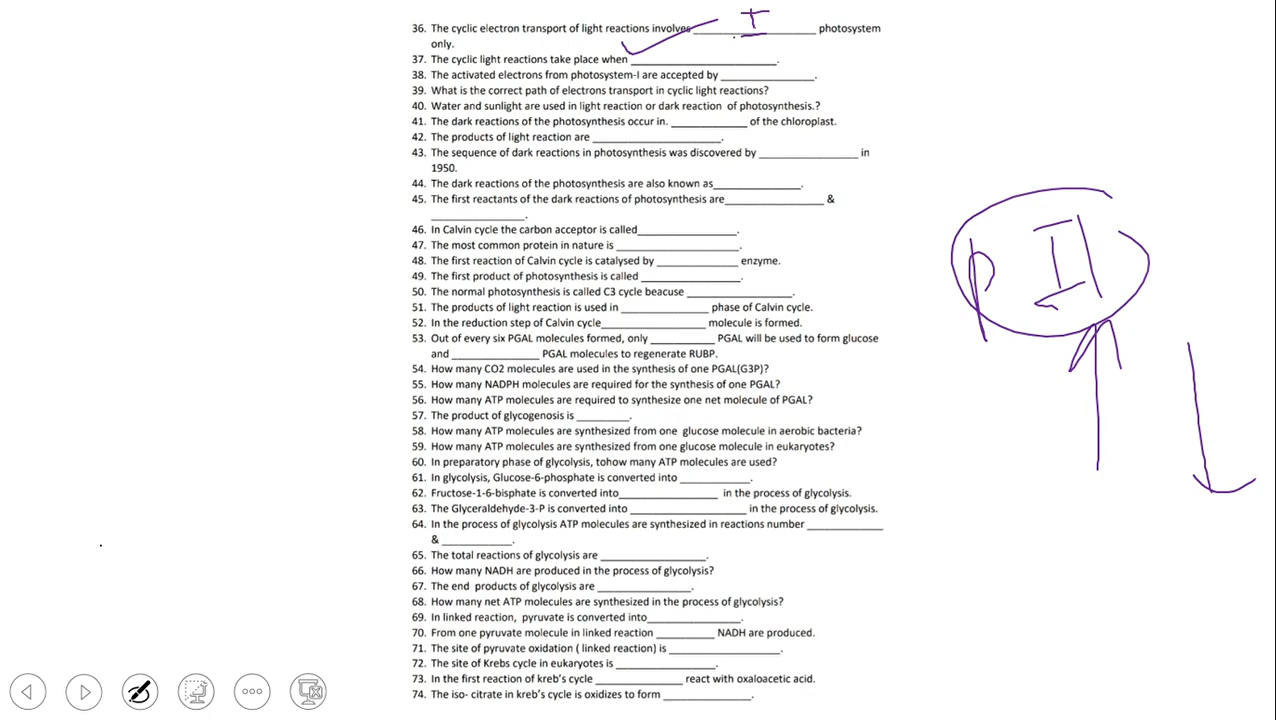 36. The cyclic electron transport of light reactions involves ____I____ photosystem
only.
37. The cyclic light reactions take place when ______________________.
38. The activated electrons from photosystem-I are accepted by ______________.
39. What is the correct path of electrons transport in cyclic light reactions?
40. Water and sunlight are used in light reaction or dark reaction of photosynthesis.?
41. The dark reactions of the photosynthesis occur in. ____________ of the chloroplast.
42. The products of light reaction are ____________________.
43. The sequence of dark reactions in photosynthesis was discovered by _______________ in
1950.
44. The dark reactions of the photosynthesis are also known as______________.
45. The first reactants of the dark reactions of photosynthesis are________________ &
_______________.
46. In Calvin cycle the carbon acceptor is called________________.
47. The most common protein in nature is ___________________.
48. The first reaction of Calvin cycle is catalysed by _____________ enzyme.
49. The first product of photosynthesis is called ________________.
50. The normal photosynthesis is called C3 cycle beacuse ________________.
51. The products of light reaction is used in ______________ phase of Calvin cycle.
52. In the reduction step of Calvin cycle_________________ molecule is formed.
53. Out of every six PGAL molecules formed, only __________ PGAL will be used to form glucose
and ______________ PGAL molecules to regenerate RUBP.
54. How many CO2 molecules are used in the synthesis of one PGAL(G3P)?
55. How many NADPH molecules are required for the synthesis of one PGAL?
56. How many ATP molecules are required to synthesize one net molecule of PGAL?
57. The product of glycogenosis is ________.
58. How many ATP molecules are synthesized from one glucose molecule in aerobic bacteria?
59. How many ATP molecules are synthesized from one glucose molecule in eukaryotes?
60. In preparatory phase of glycolysis, tohow many ATP molecules are used?
61. In glycolysis, Glucose-6-phosphate is converted into ___________.
62. Fructose-1-6-bisphate is converted into________________ in the process of glycolysis.
63. The Glyceraldehyde-3-P is converted into __________________ in the process of glycolysis.
64. In the process of glycolysis ATP molecules are synthesized in reactions number ____________
& ___________.
65. The total reactions of glycolysis are _________________.
66. How many NADH are produced in the process of glycolysis?
67. The end products of glycolysis are _______________.
68. How many net ATP molecules are synthesized in the process of glycolysis?
69. In linked reaction, pyruvate is converted into_______________.
70. From one pyruvate molecule in linked reaction _________ NADH are produced.
71. The site of pyruvate oxidation ( linked reaction) is __________________.
72. The site of Krebs cycle in eukaryotes is ________________.
73. In the first reaction of kreb's cycle ______________ react with oxaloacetic acid.
74. The iso- citrate in kreb's cycle is oxidizes to form ______________.
P II